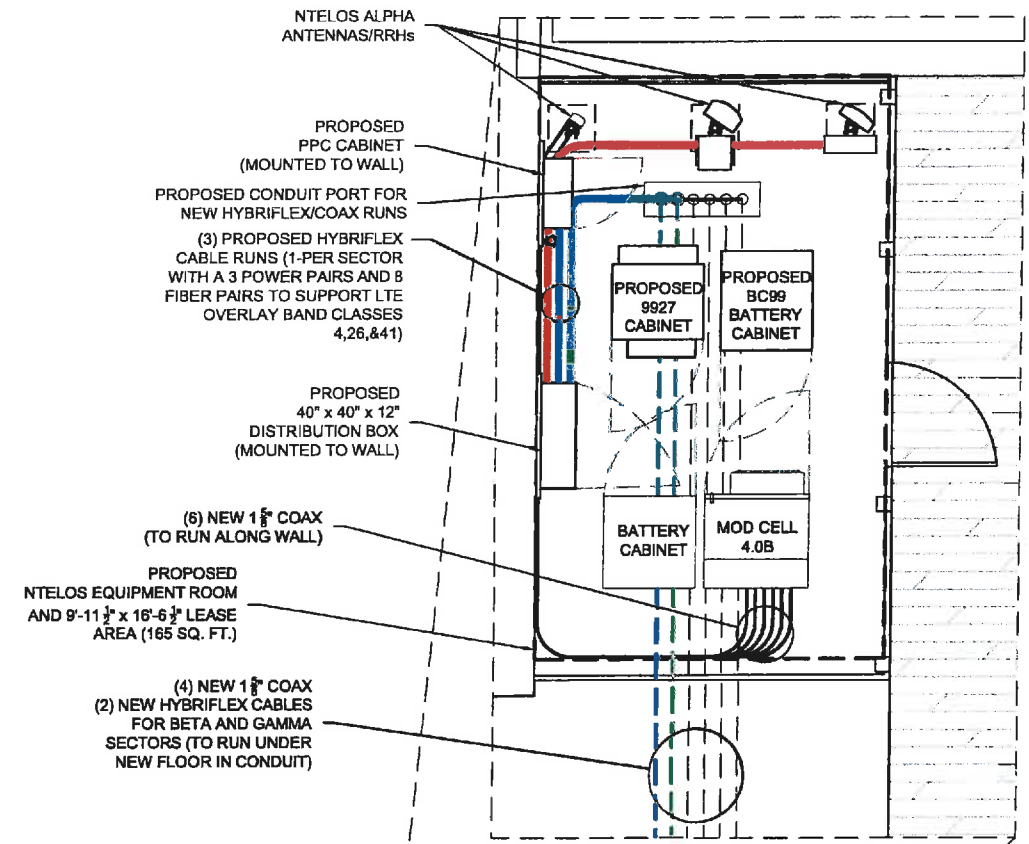 NTELOS ALPHA
ANTENNAS/RRHs
PROPOSED
PPC CABINET
(MOUNTED TO WALL)
PROPOSED CONDUIT PORT FOR
NEW HYBRIFLEX/COAX RUNS
(3) PROPOSED HYBRIFLEX
CABLE RUNS (1-PER SECTOR
WITH A 3 POWER PAIRS AND 8
FIBER PAIRS TO SUPPORT LTE
OVERLAY BAND CLASSES
4,26,&41)
PROPOSED
9927
CABINET
PROPOSED
BC99
BATTERY
CABINET
PROPOSED
40" x 40" x 12"
DISTRIBUTION BOX
(MOUNTED TO WALL)
BATTERY
CABINET
MOD CELL
4.0B
(6) NEW 1 5/8" COAX
(TO RUN ALONG WALL)
PROPOSED
NTELOS EQUIPMENT ROOM
AND 9'-11 1/2" x 16'-6 1/2" LEASE
AREA (165 SQ. FT.)
(4) NEW 1 5/8" COAX
(2) NEW HYBRIFLEX CABLES
FOR BETA AND GAMMA
SECTORS (TO RUN UNDER
NEW FLOOR IN CONDUIT)